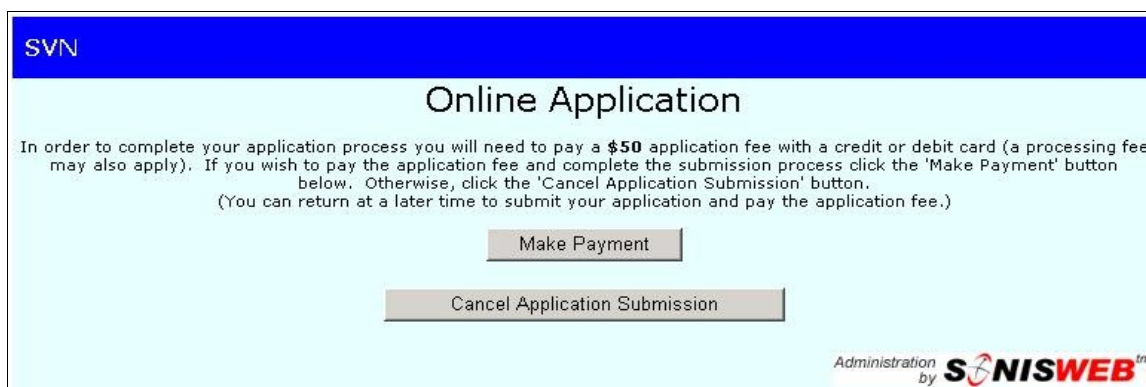 SVN
Online Application
In order to complete your application process you will need to pay a $50 application fee with a credit or debit card (a processing fee
may also apply). If you wish to pay the application fee and complete the submission process click the 'Make Payment' button
below. Otherwise, click the 'Cancel Application Submission' button.
(You can return at a later time to submit your application and pay the application fee.)
Make Payment
Cancel Application Submission
Administration
by SONISWEB tm